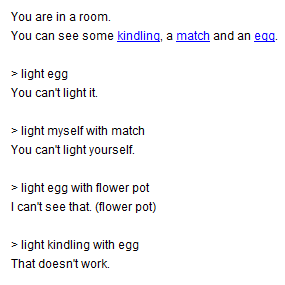 You are in a room.
You can see some kindling, a match and an egg.
> light egg
You can't light it.
> light myself with match
You can't light yourself.
> light egg with flower pot
I can't see that. (flower pot)
> light kindling with egg
That doesn't work.